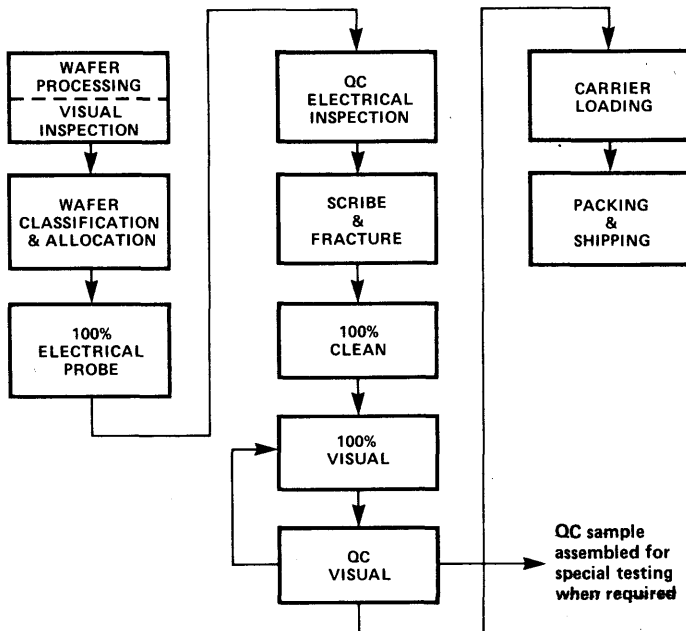 WAFER
PROCESSING
VISUAL
INSPECTION
WAFER
CLASSIFICATION
& ALLOCATION
100%
ELECTRICAL
PROBE
QC
ELECTRICAL
INSPECTION
SCRIBE
&
FRACTURE
100%
CLEAN
100%
VISUAL
QC
VISUAL
QC sample
assembled for
special testing
when required
CARRIER
LOADING
PACKING
&
SHIPPING